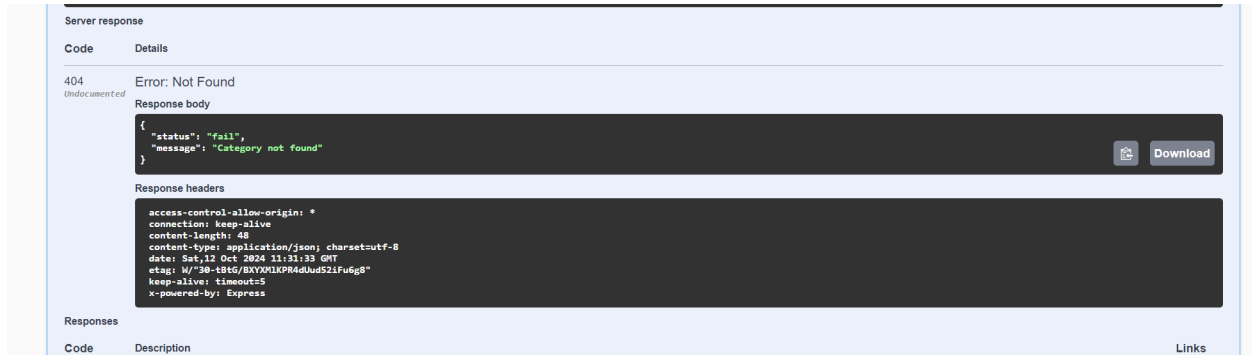 Server response
Code Details
404 Error: Not Found
Undocumented
Response body
{
"status": "fail",
"message": "Category not found"
}
Download
Response headers
access-control-allow-origin: *
connection: keep-alive
content-length: 48
content-type: application/json; charset=utf-8
date: Sat,12 Oct 2024 11:31:33 GMT
etag: W/"30-tBtG/BXYXM1KPR4dUud52iFu6g8"
keep-alive: timeout=5
x-powered-by: Express
Responses
Code Description Links